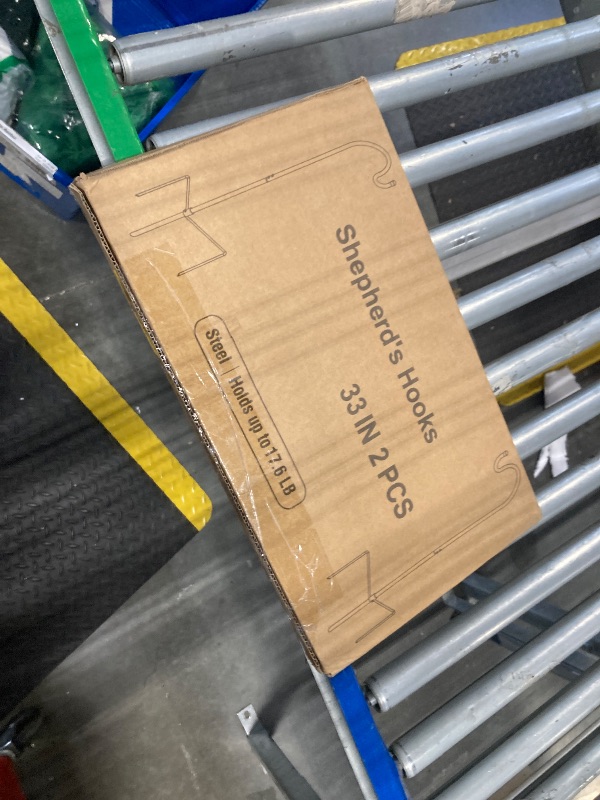 Shepherd's Hooks
33 IN 2 PCS
Steel | Holds up to 17.6 LB